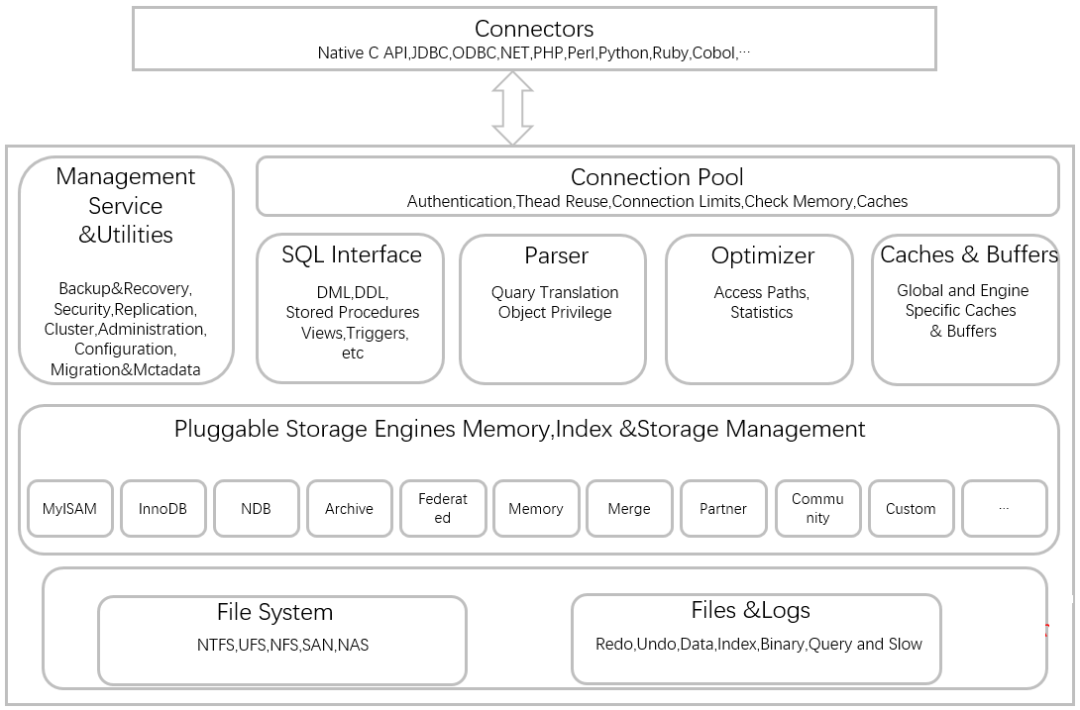 Connectors
Native C API,JDBC,ODBC,NET,PHP,Perl,Python,Ruby,Cobol,···
Management
Service
&Utilities
Backup&Recovery,
Security,Replication,
Cluster,Administration,
Configuration,
Migration&Mctadata
Connection Pool
Authentication,Thead Reuse,Connection Limits,Check Memory,Caches
SQL Interface
DML,DDL,
Stored Procedures
Views,Triggers,
etc
Parser
Quary Translation
Object Privilege
Optimizer
Access Paths,
Statistics
Caches & Buffers
Global and Engine
Specific Caches
& Buffers
Pluggable Storage Engines Memory,Index &Storage Management
MyISAM
InnoDB
NDB
Archive
Federat
ed
Memory
Merge
Partner
Commu
nity
Custom
···
File System
NTFS,UFS,NFS,SAN,NAS
Files &Logs
Redo,Undo,Data,Index,Binary,Query and Slow